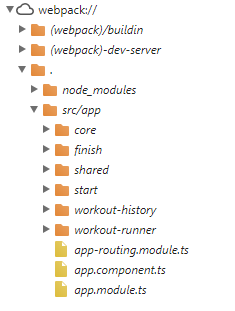 webpack://
(webpack)/buildin
(webpack)-dev-server
.
node_modules
src/app
core
finish
shared
start
workout-history
workout-runner
app-routing.module.ts
app.component.ts
app.module.ts